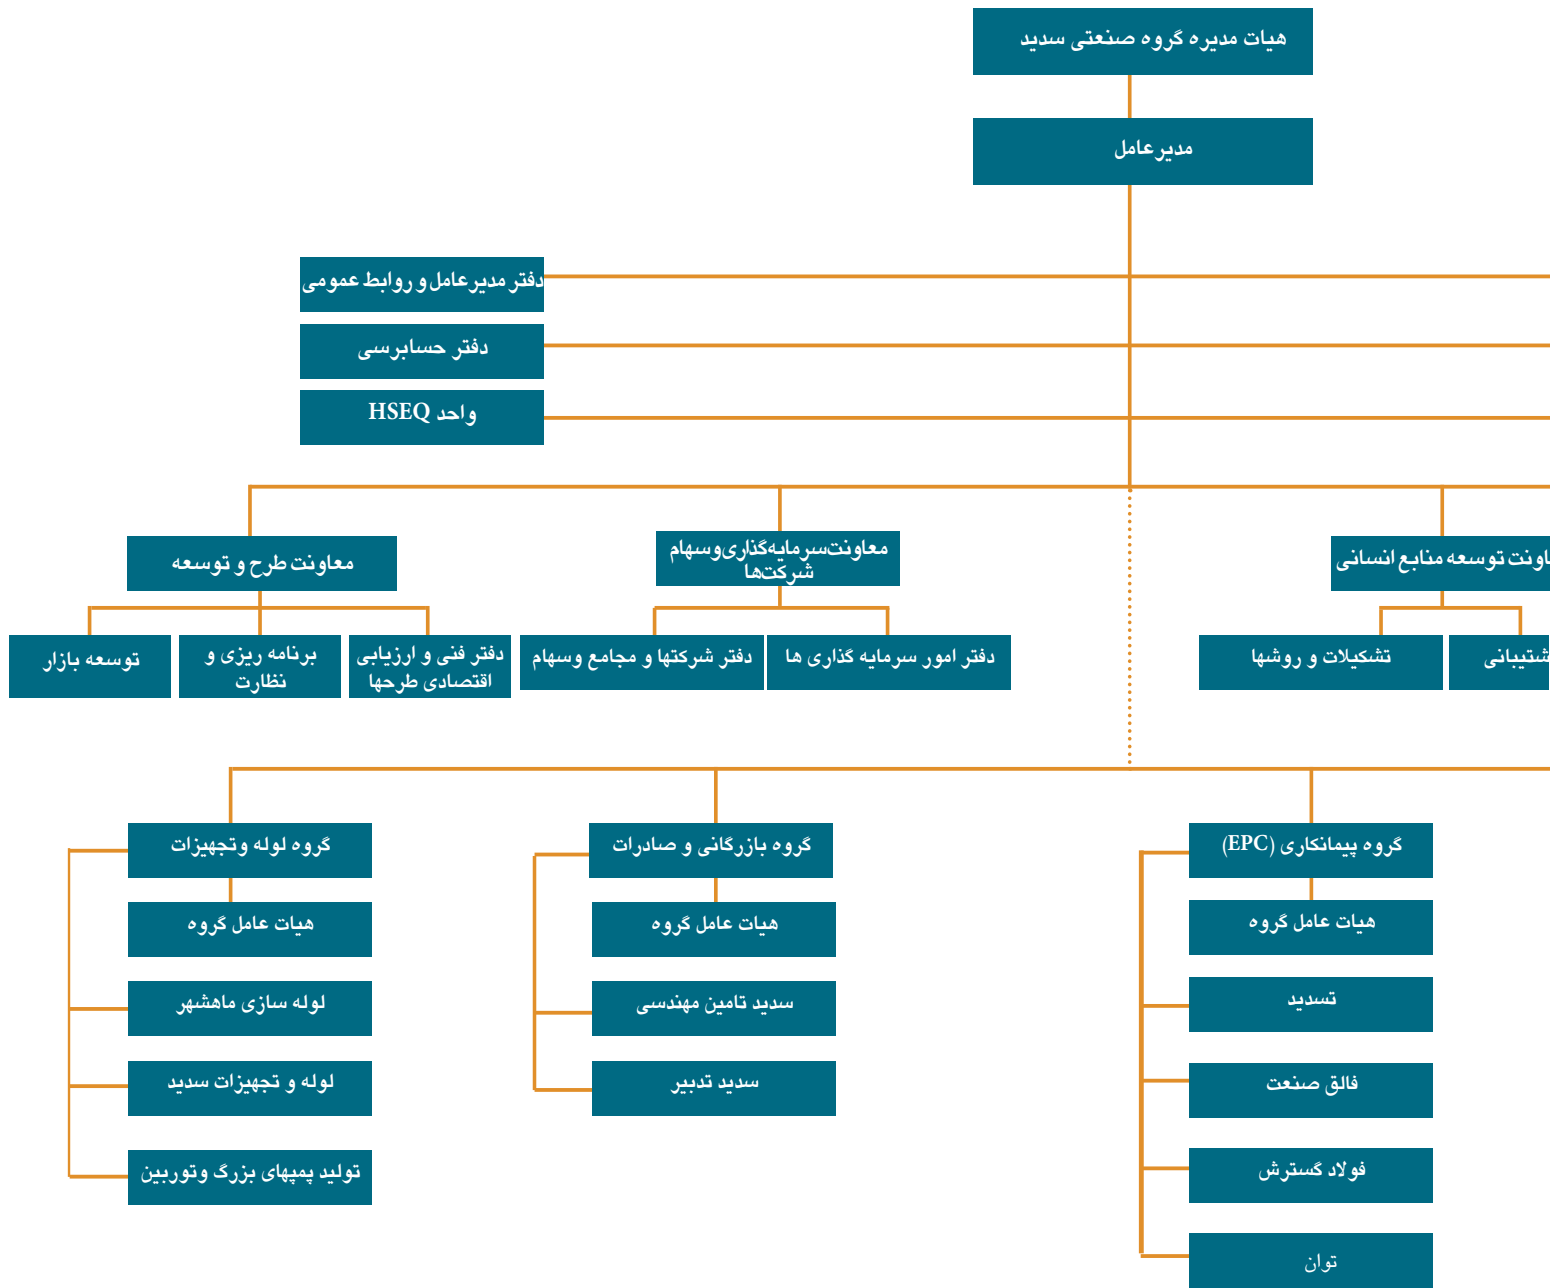 هیات مدیره گروه صنعتی سدید
مدیرعامل
دفتر مدیرعامل و روابط عمومی
دفتر حسابرسی
واحد HSEQ
اونت توسعه منابع انسانی
معاونت‌سرمایه‌گذاری‌وسهام
شرکت‌ها
معاونت طرح و توسعه
شتیبانی
تشکیلات و روشها
دفتر امور سرمایه گذاری ها
دفتر شرکتها و مجامع وسهام
دفتر فنی و ارزیابی
اقتصادی طرحها
برنامه ریزی و
نظارت
توسعه بازار
گروه پیمانکاری (EPC)
هیات عامل گروه
تسدید
فالق صنعت
فولاد گسترش
توان
گروه بازرگانی و صادرات
هیات عامل گروه
سدید تامین مهندسی
سدید تدبیر
گروه لوله وتجهیزات
هیات عامل گروه
لوله سازی ماهشهر
لوله و تجهیزات سدید
تولید پمپهای بزرگ وتوربین